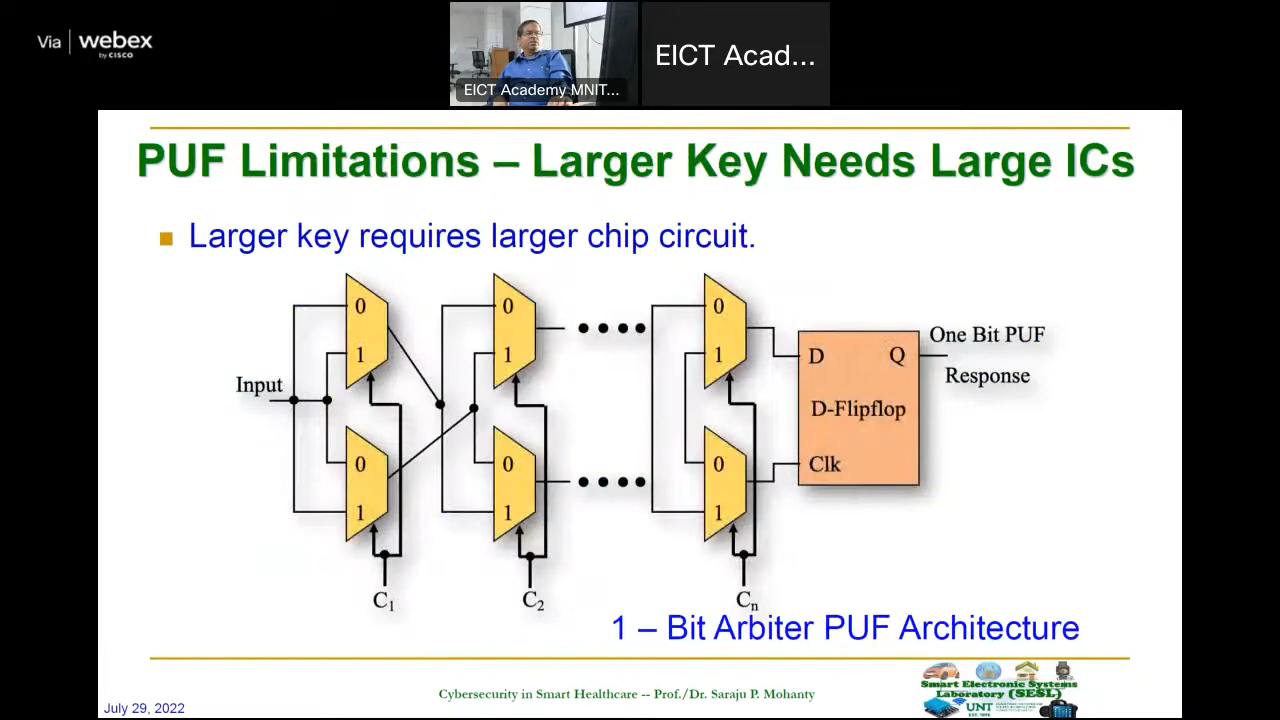 Via | webex
by CISCO
EICT Academy MNIT...
EICT Acad...
PUF Limitations – Larger Key Needs Large ICs
Larger key requires larger chip circuit.
0
0
0
1
1
1
Input
D
Q
One Bit PUF
Response
D-Flipflop
0
0
0
Clk
1
1
1
C1
C2
Cn
1 – Bit Arbiter PUF Architecture
Cybersecurity in Smart Healthcare -- Prof./Dr. Saraju P. Mohanty
Smart Electronic Systems
Laboratory (SESL)
UNT
July 29, 2022